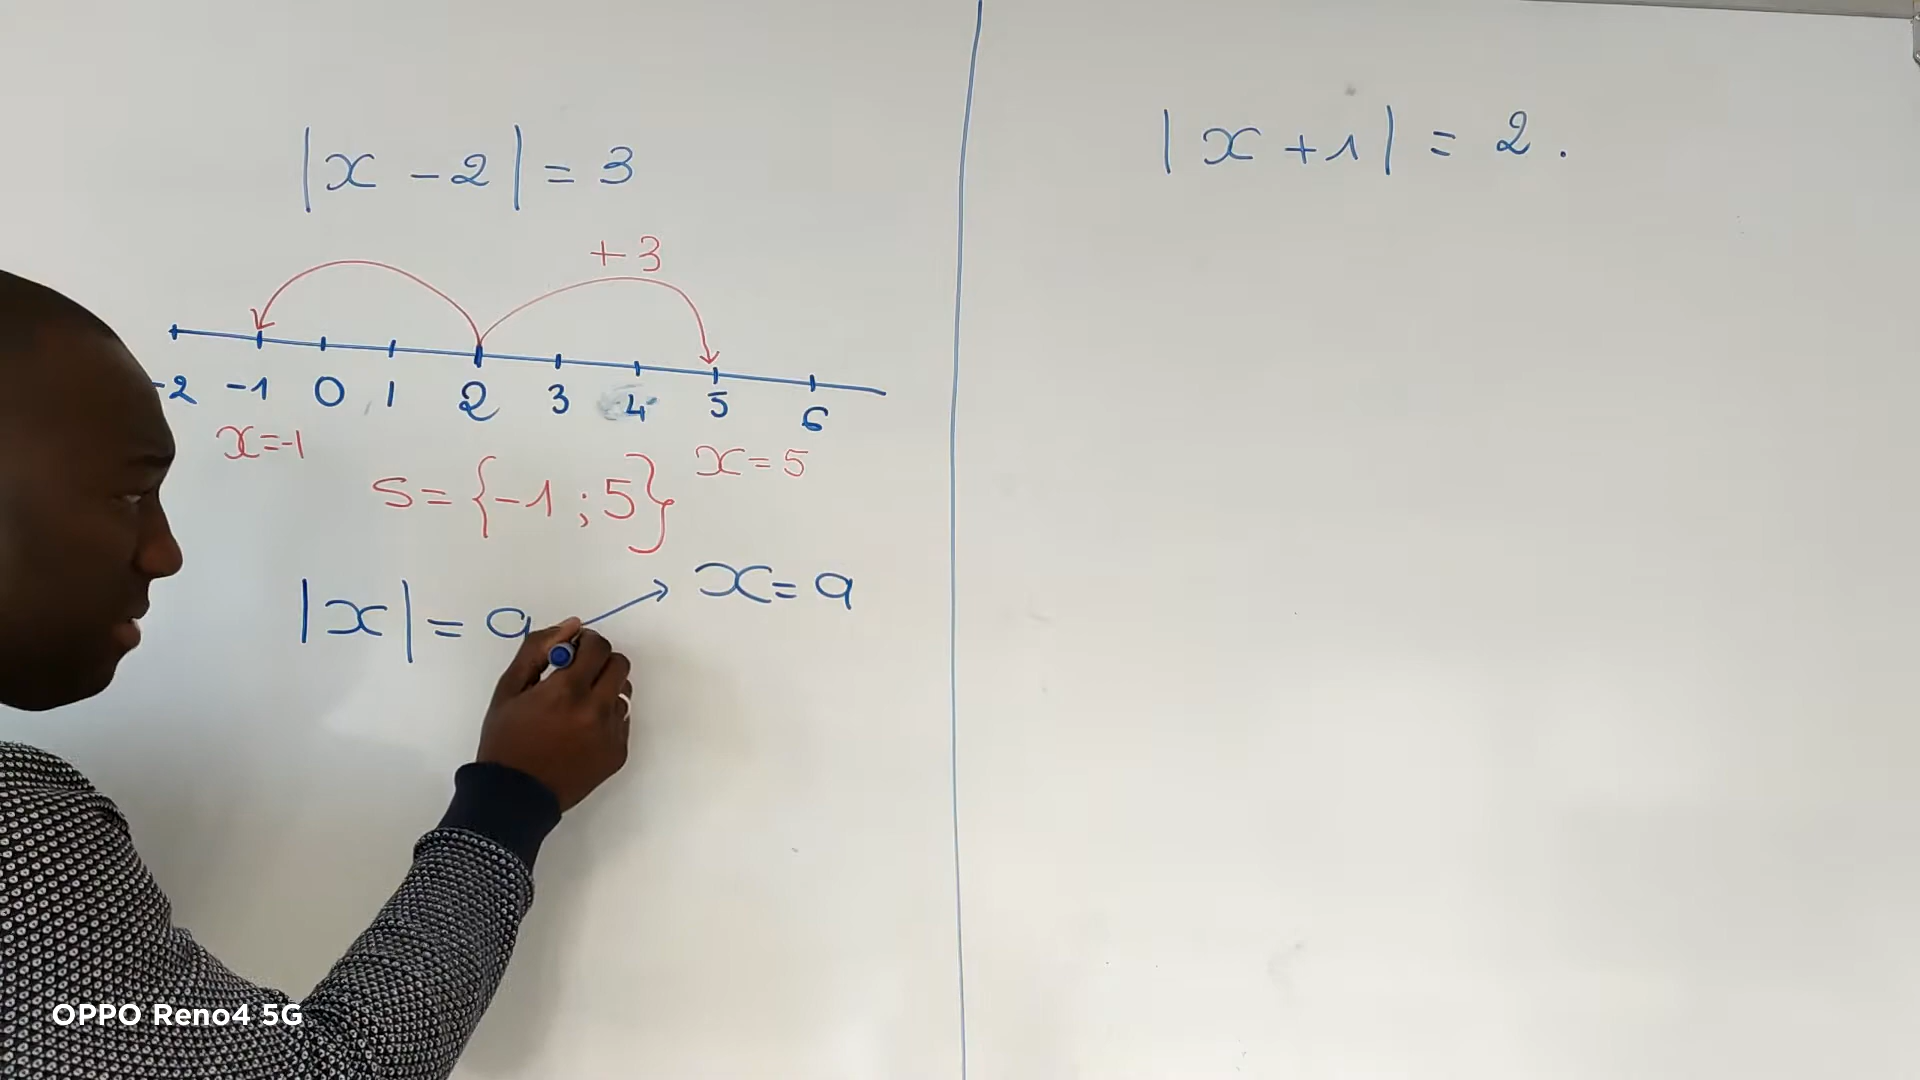 |x - 2| = 3
+3
-2 -1 0 1 2 3 4 5 6
x=-1
x=5
S={-1;5}
x=a
|x|=a
|x+1| = 2.
OPPO Reno4 5G